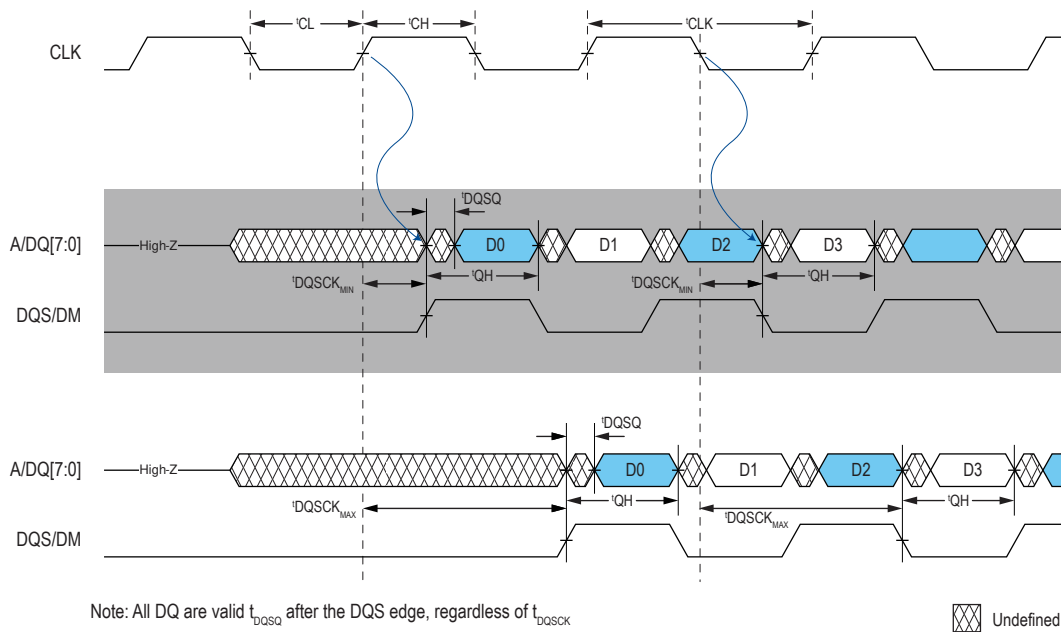 tCL tCH tCLK
CLK
tDQSQ
A/DQ[7:0] High-Z D0 D1 D2 D3
tDQSCKMIN tQH tDQSCKMIN tQH
DQS/DM
tDQSQ
A/DQ[7:0] High-Z D0 D1 D2 D3
tDQSCKMAX tQH tDQSCKMAX tQH
DQS/DM
Note: All DQ are valid tDQSQ after the DQS edge, regardless of tDQSCK
Undefined